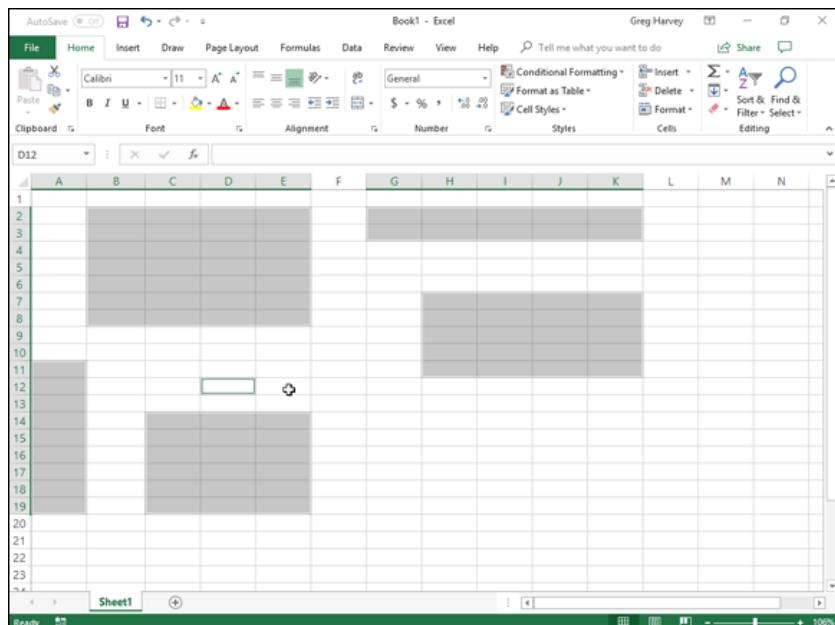 AutoSave Off Book1 - Excel Greg Harvey
File Home Insert Draw Page Layout Formulas Data Review View Help Tell me what you want to do Share
Calibri 11 A A General Conditional Formatting Insert Σ A Z
Paste B I U A $ % , Format as Table Delete Sort & Find &
Cell Styles Format Filter Select
Clipboard Font Alignment Number Styles Cells Editing
D12 fx
A B C D E F G H I J K L M N
1
2
3
4
5
6
7
8
9
10
11
12
13
14
15
16
17
18
19
20
21
22
23
24
Sheet1
Ready 106%